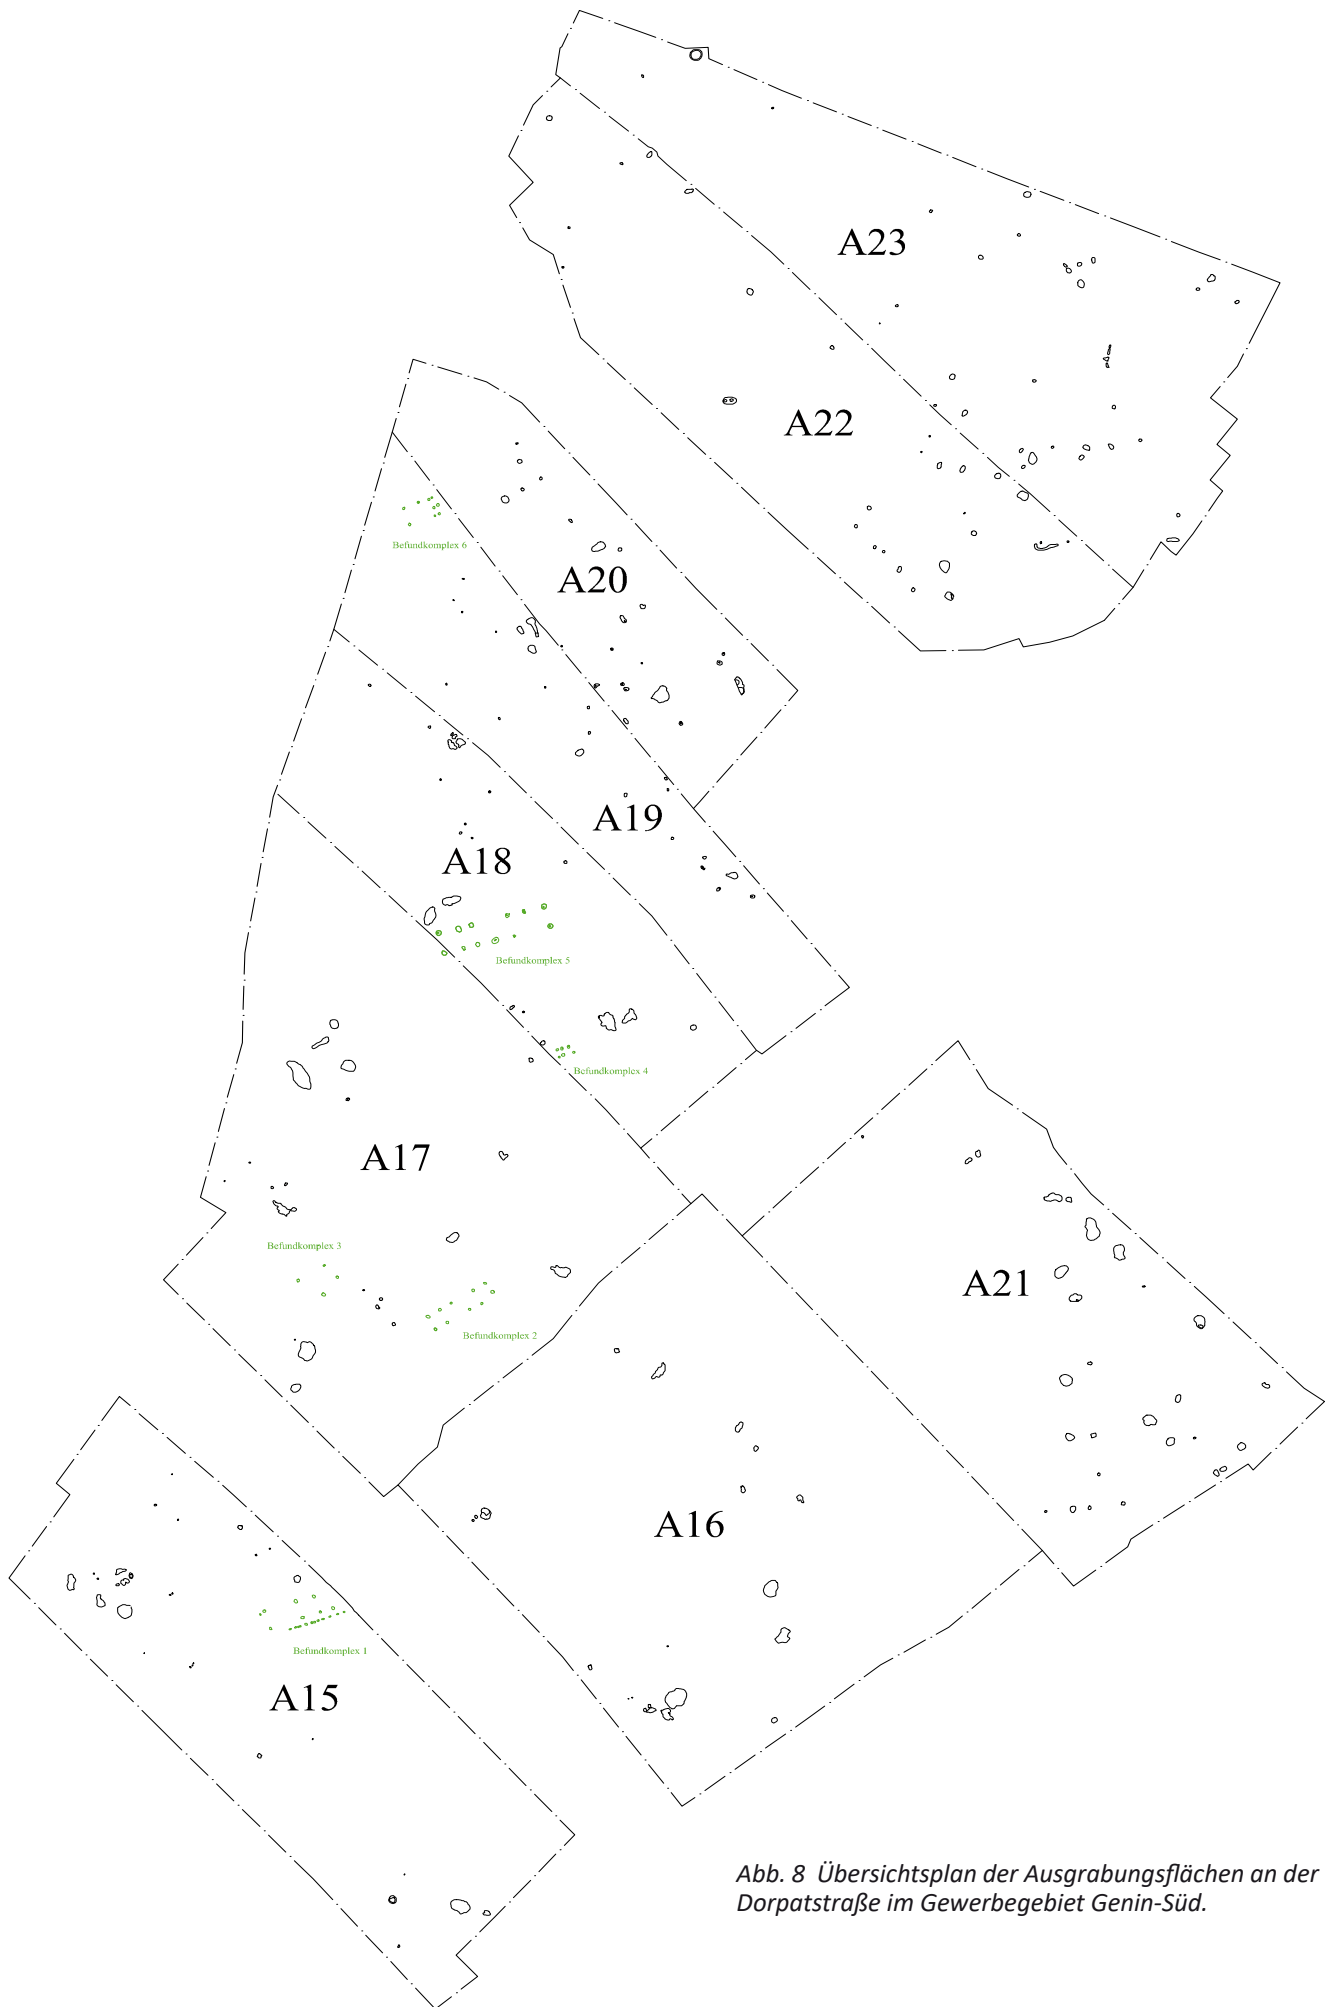 A23
A22
Befundkomplex 6
A20
A19
A18
Befundkomplex 5
Befundkomplex 4
A17
Befundkomplex 3
A21
Befundkomplex 2
A16
Befundkomplex 1
A15
Abb. 8  Übersichtsplan der Ausgrabungsflächen an der
Dorpatstraße im Gewerbegebiet Genin-Süd.